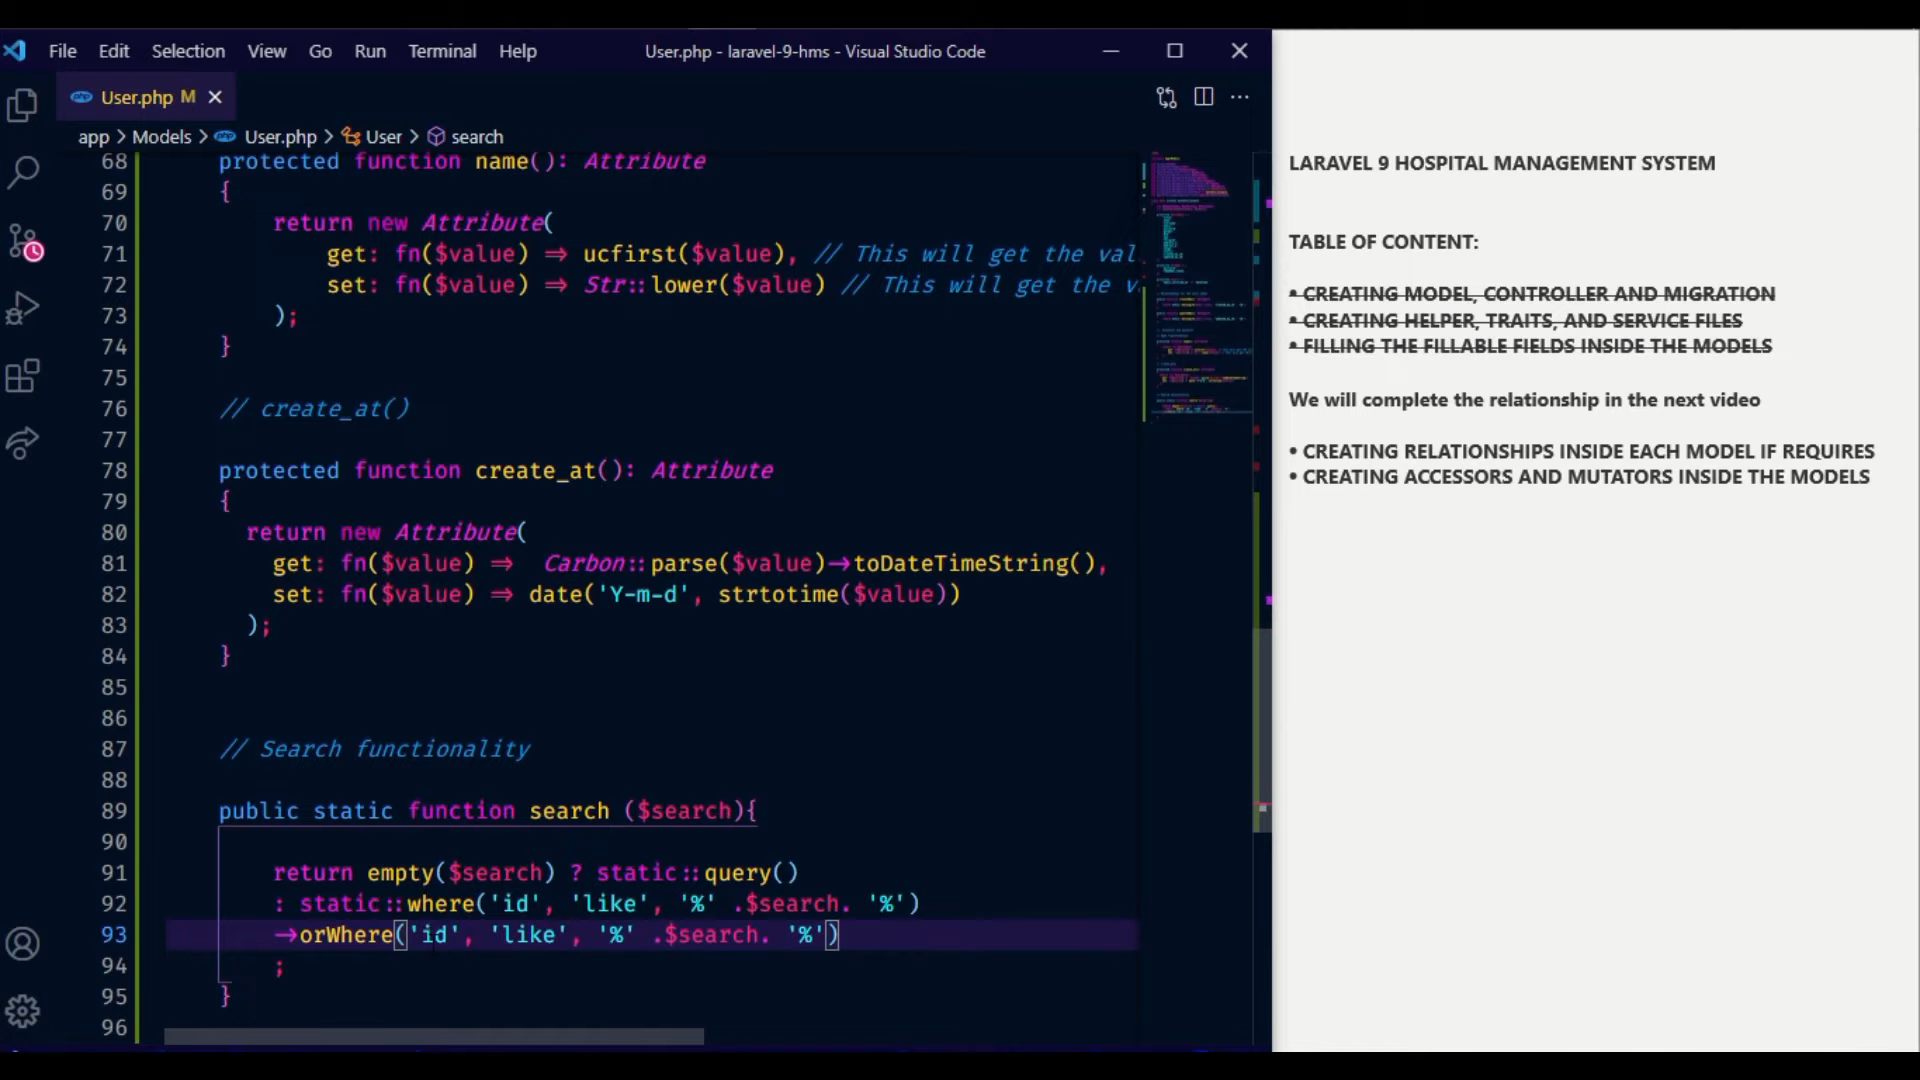 File Edit Selection View Go Run Terminal Help User.php - laravel-9-hms - Visual Studio Code
User.php M
app > Models > User.php > User > search
68 protected function name(): Attribute
69 {
70 return new Attribute(
71 get: fn($value) => ucfirst($value), // This will get the val
72 set: fn($value) => Str::lower($value) // This will get the v
73 );
74 }
75
76 // create_at()
77
78 protected function create_at(): Attribute
79 {
80 return new Attribute(
81 get: fn($value) => Carbon::parse($value)->toDateTimeString(),
82 set: fn($value) => date('Y-m-d', strtotime($value))
83 );
84 }
85
86
87 // Search functionality
88
89 public static function search ($search){
90
91 return empty($search) ? static::query()
92 : static::where('id', 'like', '%' .$search. '%')
93 ->orWhere('id', 'like', '%' .$search. '%')
94 ;
95 }
96
LARAVEL 9 HOSPITAL MANAGEMENT SYSTEM
TABLE OF CONTENT:
• CREATING MODEL, CONTROLLER AND MIGRATION
• CREATING HELPER, TRAITS, AND SERVICE FILES
• FILLING THE FILLABLE FIELDS INSIDE THE MODELS
We will complete the relationship in the next video
• CREATING RELATIONSHIPS INSIDE EACH MODEL IF REQUIRES
• CREATING ACCESSORS AND MUTATORS INSIDE THE MODELS